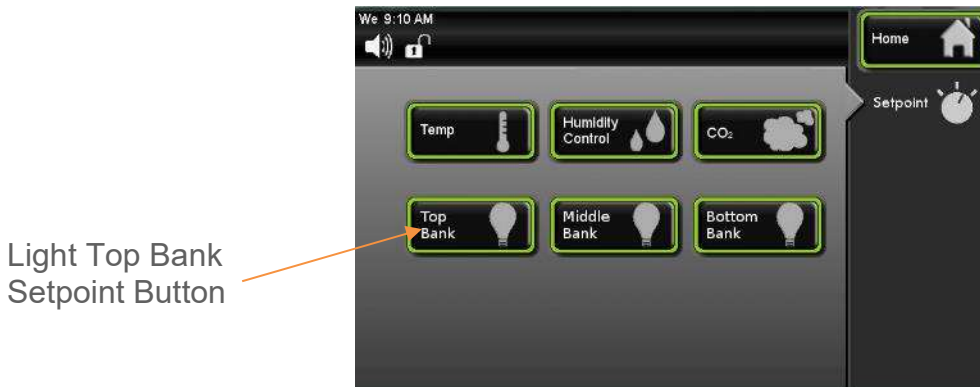 We 9:10 AM
Home
Setpoint
Temp
Humidity
Control
CO₂
Top
Bank
Middle
Bank
Bottom
Bank
Light Top Bank
Setpoint Button